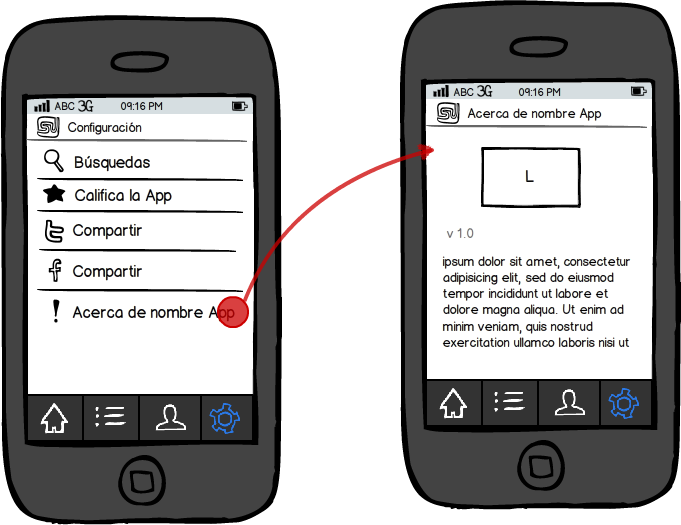 ABC 3G 09:16 PM
Configuración
Búsquedas
Califica la App
Compartir
Compartir
Acerca de nombre App
ABC 3G 09:16 PM
Acerca de nombre App
L
v 1.0
ipsum dolor sit amet, consectetur
adipisicing elit, sed do eiusmod
tempor incididunt ut labore et
dolore magna aliqua. Ut enim ad
minim veniam, quis nostrud
exercitation ullamco laboris nisi ut